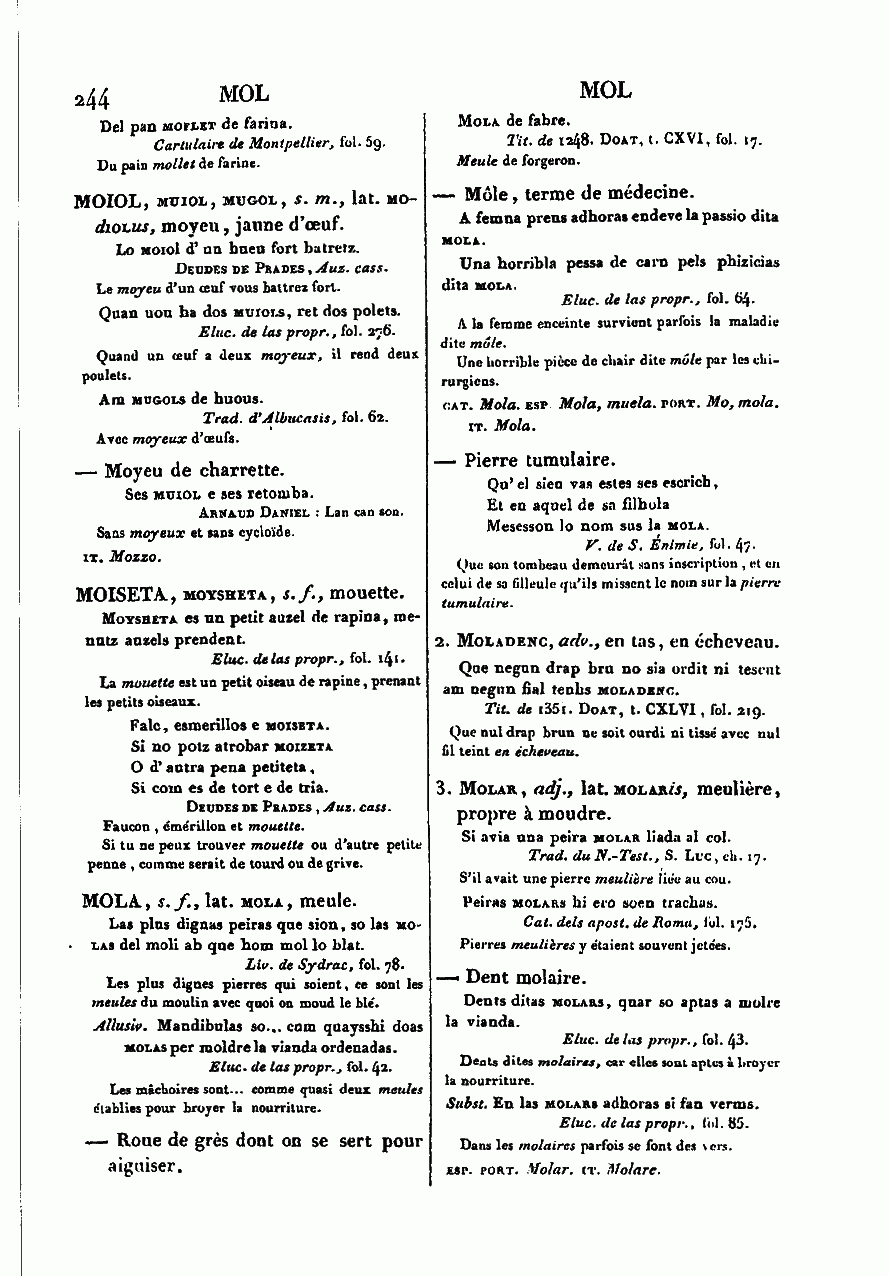 244 MOL MOL
Del pan MOFLET de farina.
Cartulaire de Montpellier, fol. 59.
Du pain mollet de farine.
MOIOL, MUIOL, MUGOL, s. m., lat. MO-
DIOLUS, moyeu, jaune d'œuf.
Lo MOIOL d' un buen fort batretz.
DEUDES DE PRADES, Auz. cass.
Le moyeu d'un œuf vous battrez fort.
Quan uou ha dos MUIOLS, ret dos polets.
Eluc. de las propr., fol. 276.
Quand un œuf a deux moyeux, il rend deux
poulets.
Am MUGOLS de huous.
Trad. d'Albucasis, fol. 62.
Avec moyeux d'œufs.
— Moyeu de charrette.
Ses MUIOL e ses retomba.
ARNAUD DANIEL : Lan can son.
Sans moyeux et sans cycloïde.
IT. Mozzo.
MOISETA, MOYSHETA, s. f., mouette.
MOYSHETA es un petit auzel de rapina, me-
nutz auzels prendent.
Eluc. de las propr., fol. 141.
La mouette est un petit oiseau de rapine, prenant
les petits oiseaux.
Falc, esmerillos e MOISETA.
Si no potz atrobar MOIZETA
O d' autra pena petiteta,
Si com es de tort e de tria.
DEUDES DE PRADES, Auz. cass.
Faucon, émérillon et mouette.
Si tu ne peux trouver mouette ou d'autre petite
penne, comme serait de tourd ou de grive.
MOLA, s. f., lat. MOLA, meule.
Las plus dignas peiras que sion, so las MO-
LAS del moli ab que hom mol lo blat.
Liv. de Sydrac, fol. 78.
Les plus dignes pierres qui soient, ce sont les
meules du moulin avec quoi on moud le blé.
Allusiv. Mandibulas so... com quaysshi doas
MOLAS per moldre la vianda ordenadas.
Eluc. de las propr., fol. 42.
Les mâchoires sont... comme quasi deux meules
établies pour broyer la nourriture.
— Roue de grès dont on se sert pour
aiguiser.
MOLA de fabre.
Tit. de 1248. DOAT, t. CXVI, fol. 17.
Meule de forgeron.
— Môle, terme de médecine.
A femna prens adhoras endeve la passio dita
MOLA.
Una horribla pessa de carn pels phizicias
dita MOLA.
Eluc. de las propr., fol. 64.
A la femme enceinte survient parfois la maladie
dite môle.
Une horrible pièce de chair dite môle par les chi-
rurgiens.
CAT. Mola. ESP. Mola, muela. PORT. Mo, mola.
IT. Mola.
— Pierre tumulaire.
Qu' el sieu vas estes ses escrich,
Et en aquel de sa filhola
Mesesson lo nom sus la MOLA.
V. de S. Énimie, fol. 47.
Que son tombeau demeurât sans inscription, et en
celui de sa filleule qu'ils missent le nom sur la pierre
tumulaire.
2. MOLADENC, adv., en tas, en écheveau.
Que negun drap bru no sia ordit ni tescut
am negun fial tenhs MOLADENC.
Tit. de 1351. DOAT, t. CXLVI, fol. 219.
Que nul drap brun ne soit ourdi ni tissé avec nul
fil teint en écheveau.
3. MOLAR, adj., lat. MOLARis, meulière,
propre à moudre.
Si avia una peira MOLAR liada al col.
Trad. du N.-Test., S. LUC, ch. 17.
S'il avait une pierre meulière liée au cou.
Peiras MOLARS hi ero soen trachas.
Cat. dels apost. de Roma, fol. 175.
Pierres meulières y étaient souvent jetées.
— Dent molaire.
Dents ditas MOLARS, quar so aptas a molre
la vianda.
Eluc. de las propr., fol. 43.
Dents dites molaires, car elles sont aptes à broyer
la nourriture.
Subst. En las MOLARS adhoras si fan verms.
Eluc. de las propr., fol. 85.
Dans les molaires parfois se font des vers.
ESP. PORT. Molar. IT. Molare.